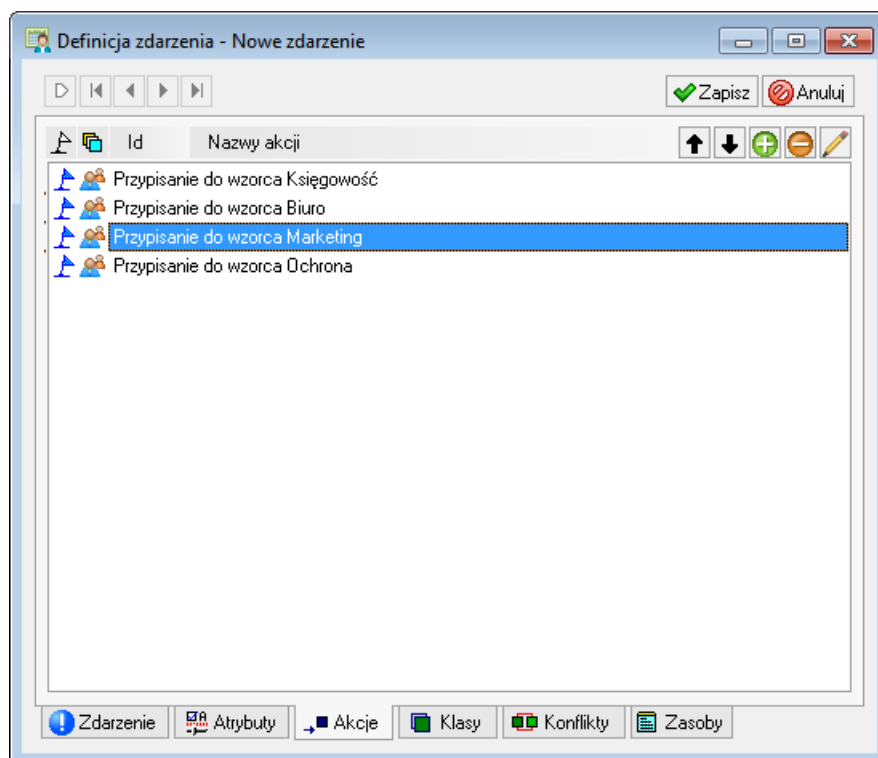 Definicja zdarzenia - Nowe zdarzenie
Zapisz Anuluj
Id Nazwy akcji
Przypisanie do wzorca Księgowość
Przypisanie do wzorca Biuro
Przypisanie do wzorca Marketing
Przypisanie do wzorca Ochrona
Zdarzenie Atrybuty Akcje Klasy Konflikty Zasoby